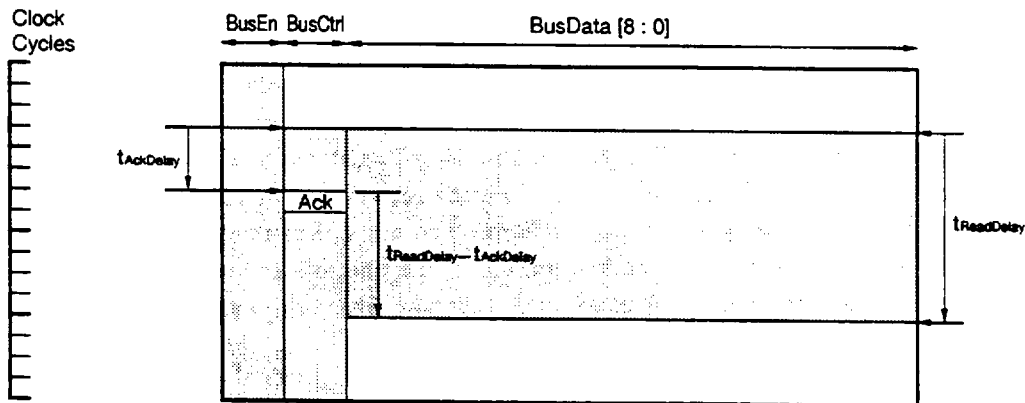 Clock
Cycles
BusEn BusCtrl BusData [8 : 0]
tAckDelay
Ack
tReadDelay
tReadDelay— tAckDelay